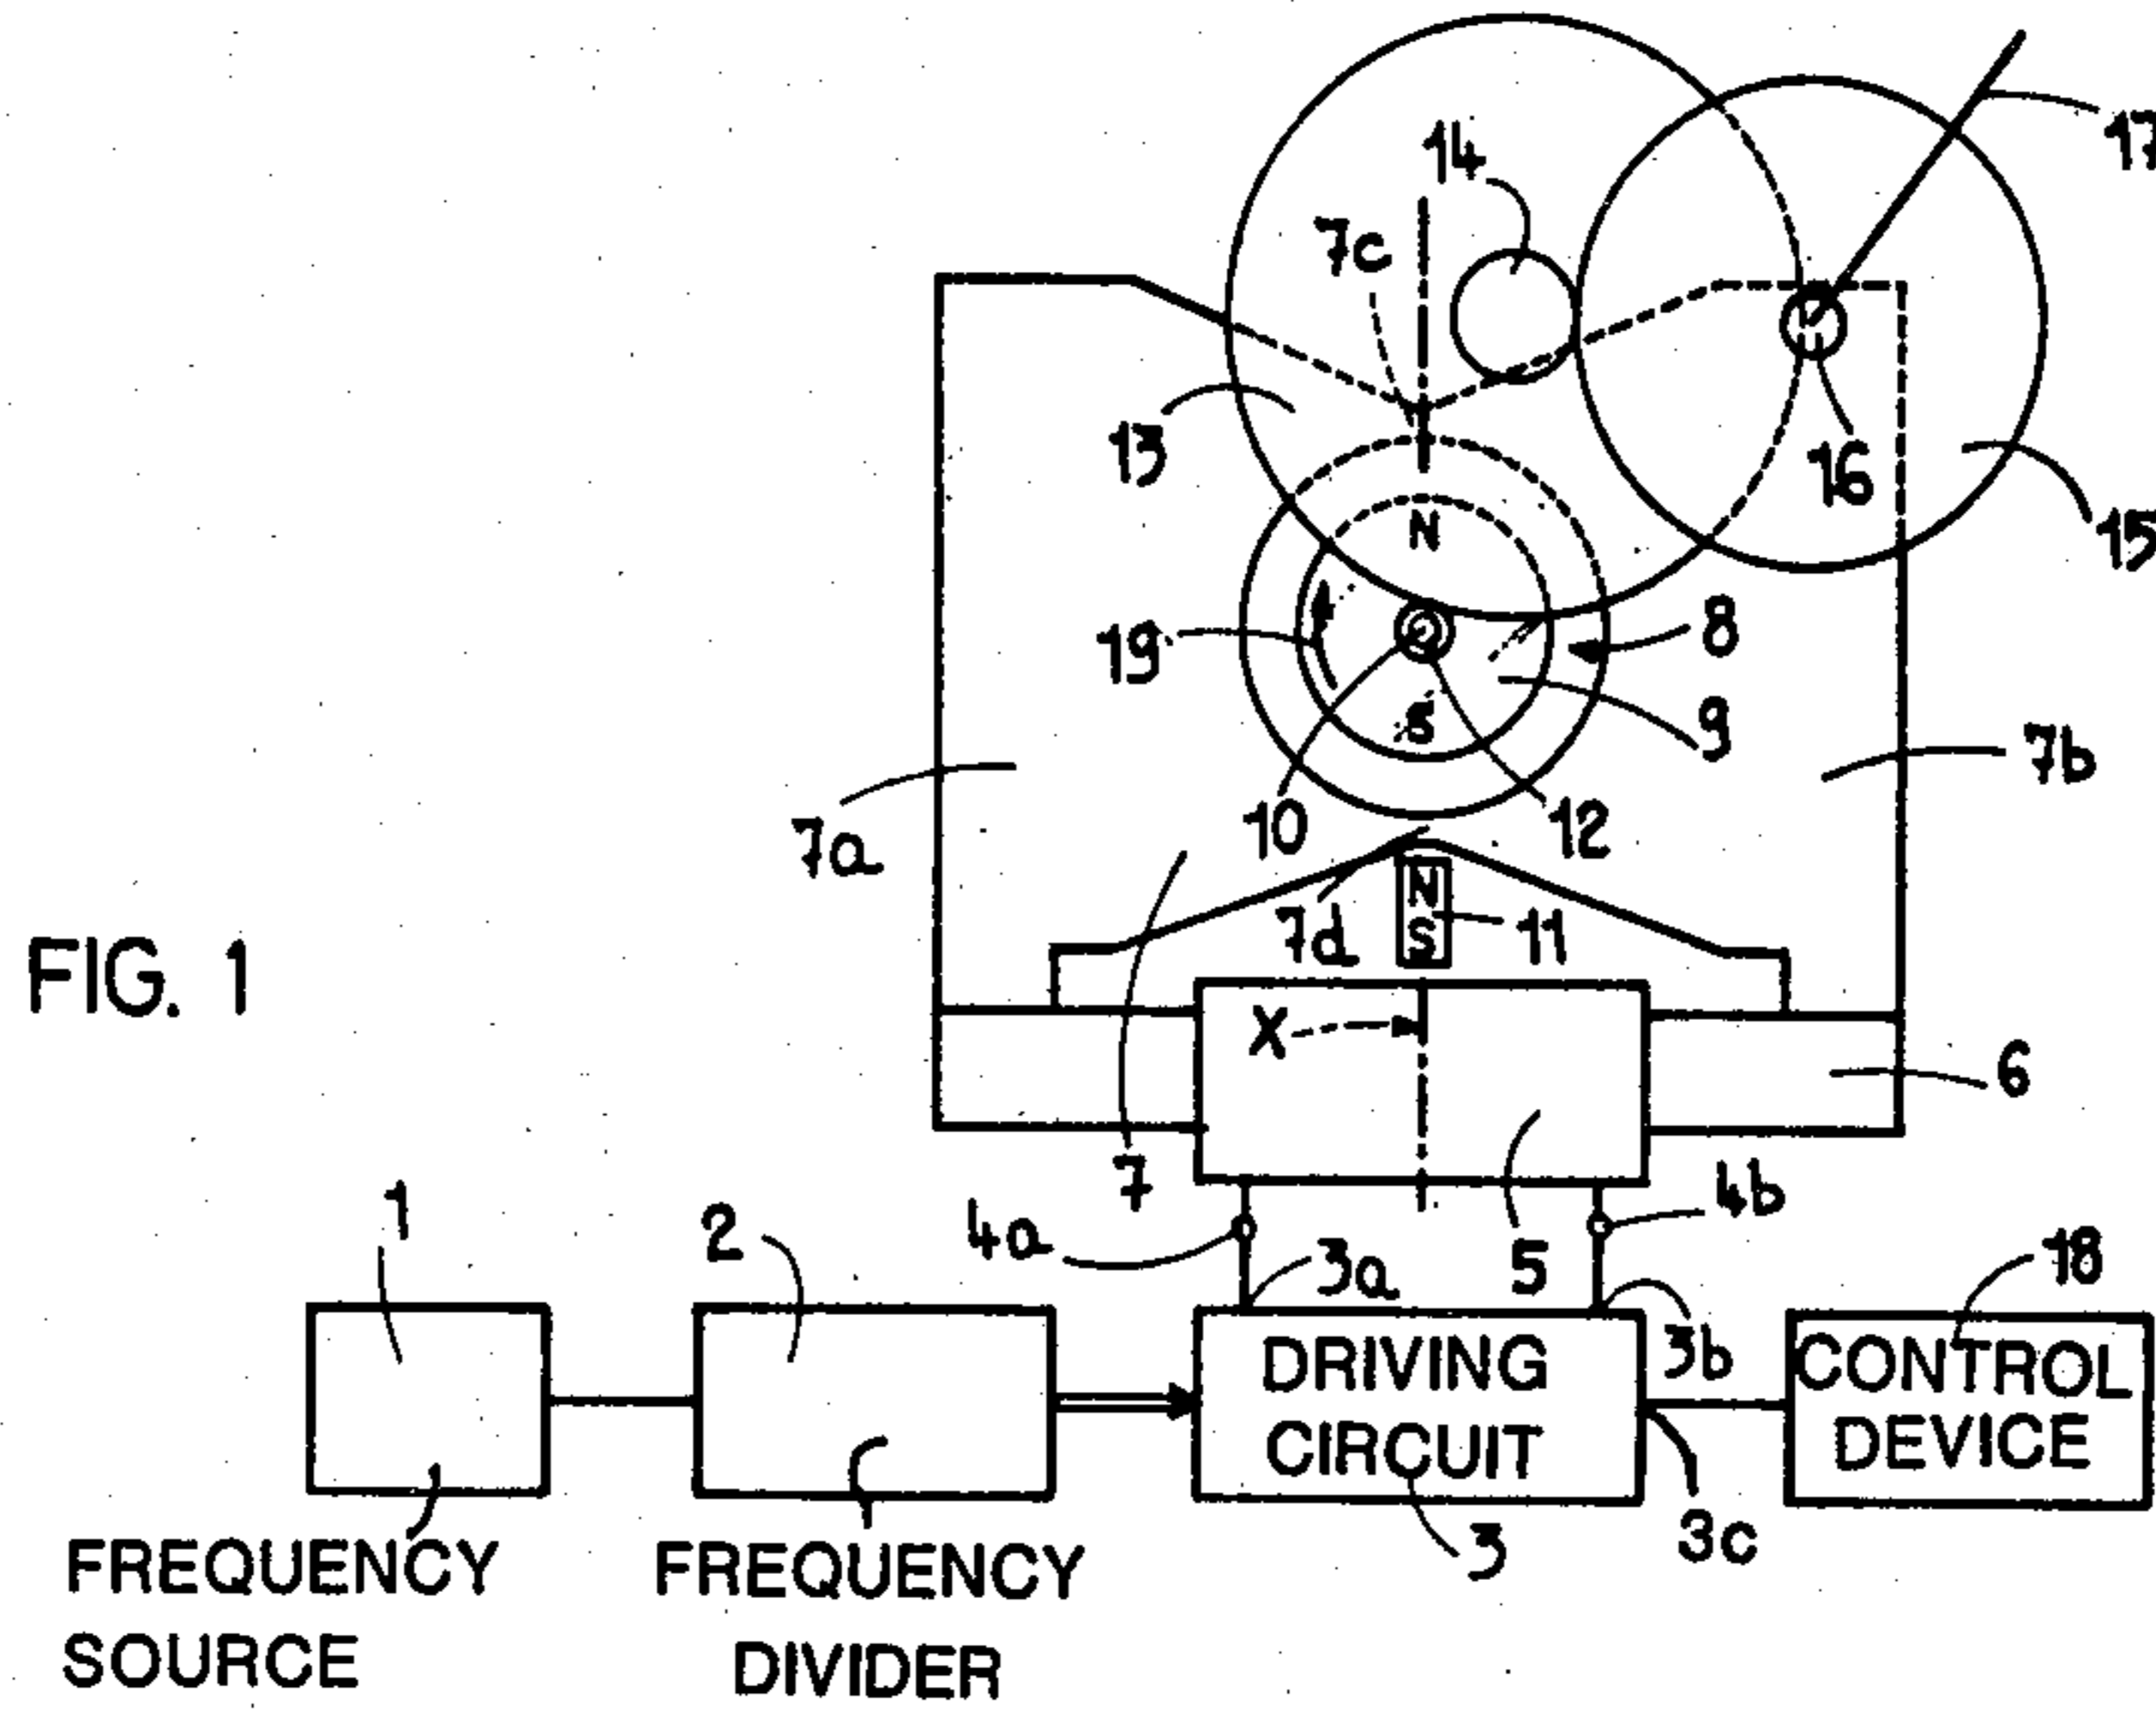 17
14
7c
13
16
15
N
19
8
S
9
7b
10
12
7a
N
7d
11
S
FIG. 1
X
6
7
4b
1
2
4a
3a
5
18
DRIVING
CIRCUIT
3b
CONTROL
DEVICE
3
3c
FREQUENCY
SOURCE
FREQUENCY
DIVIDER